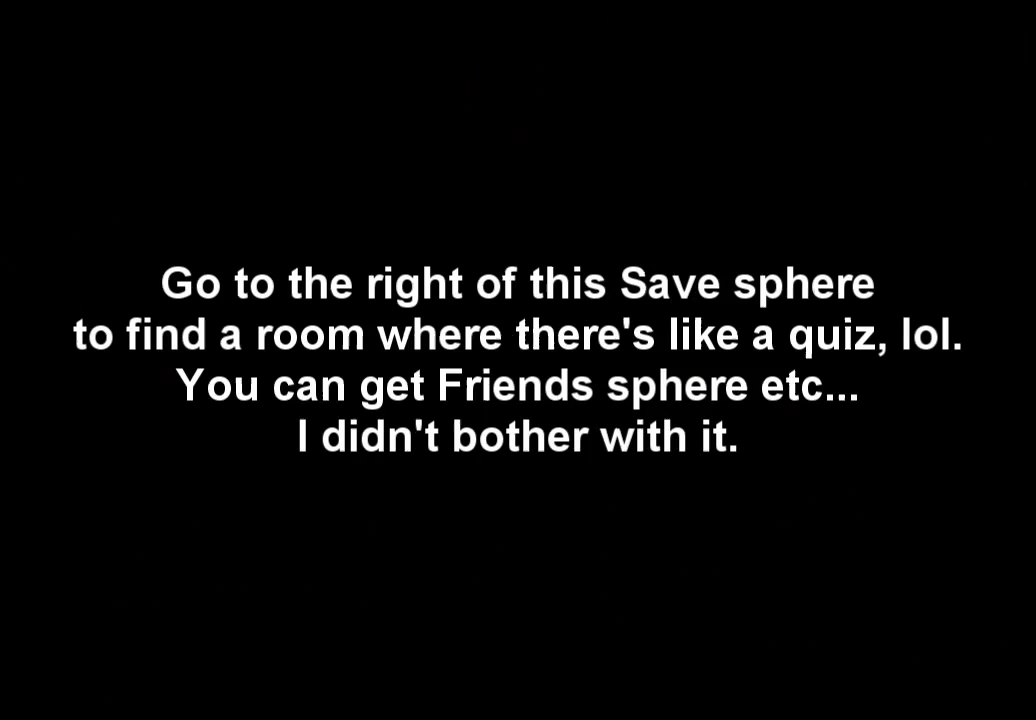 Go to the right of this Save sphere
to find a room where there's like a quiz, lol.
You can get Friends sphere etc...
I didn't bother with it.